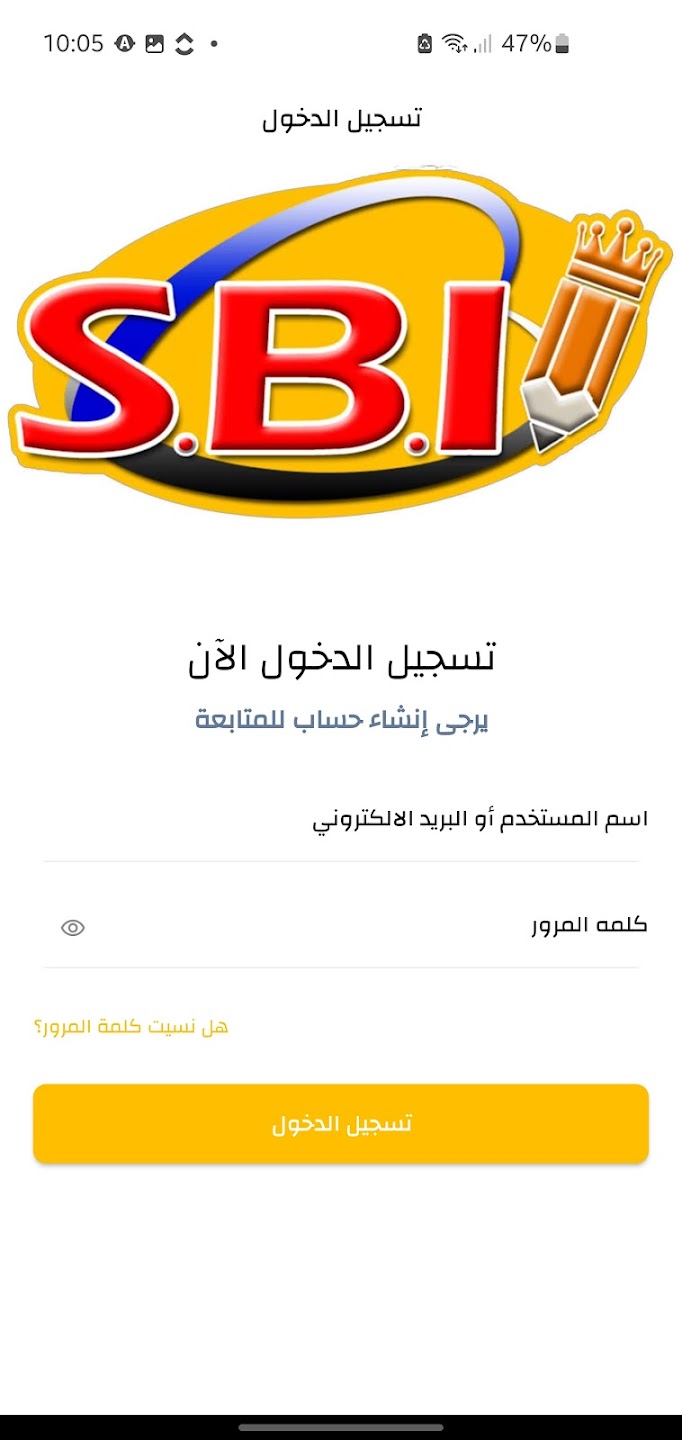 10:05
47%
تسجيل الدخول
S.B.I
تسجيل الدخول الآن
يرجى إنشاء حساب للمتابعة
اسم المستخدم أو البريد الالكتروني
كلمه المرور
هل نسيت كلمة المرور؟
تسجيل الدخول